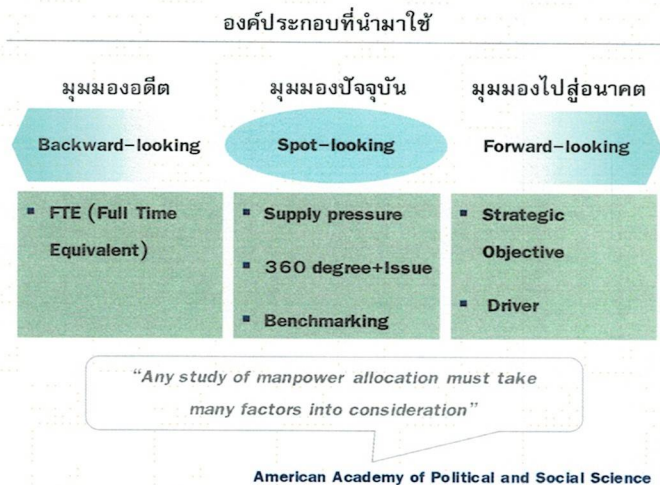 องค์ประกอบที่นำมาใช้
มุมมองอดีต
Backward-looking
FTE (Full Time
Equivalent)
มุมมองปัจจุบัน
Spot-looking
Supply pressure
360 degree+Issue
Benchmarking
มุมมองไปสู่อนาคต
Forward-looking
Strategic
Objective
Driver
"Any study of manpower allocation must take
many factors into consideration"
American Academy of Political and Social Science